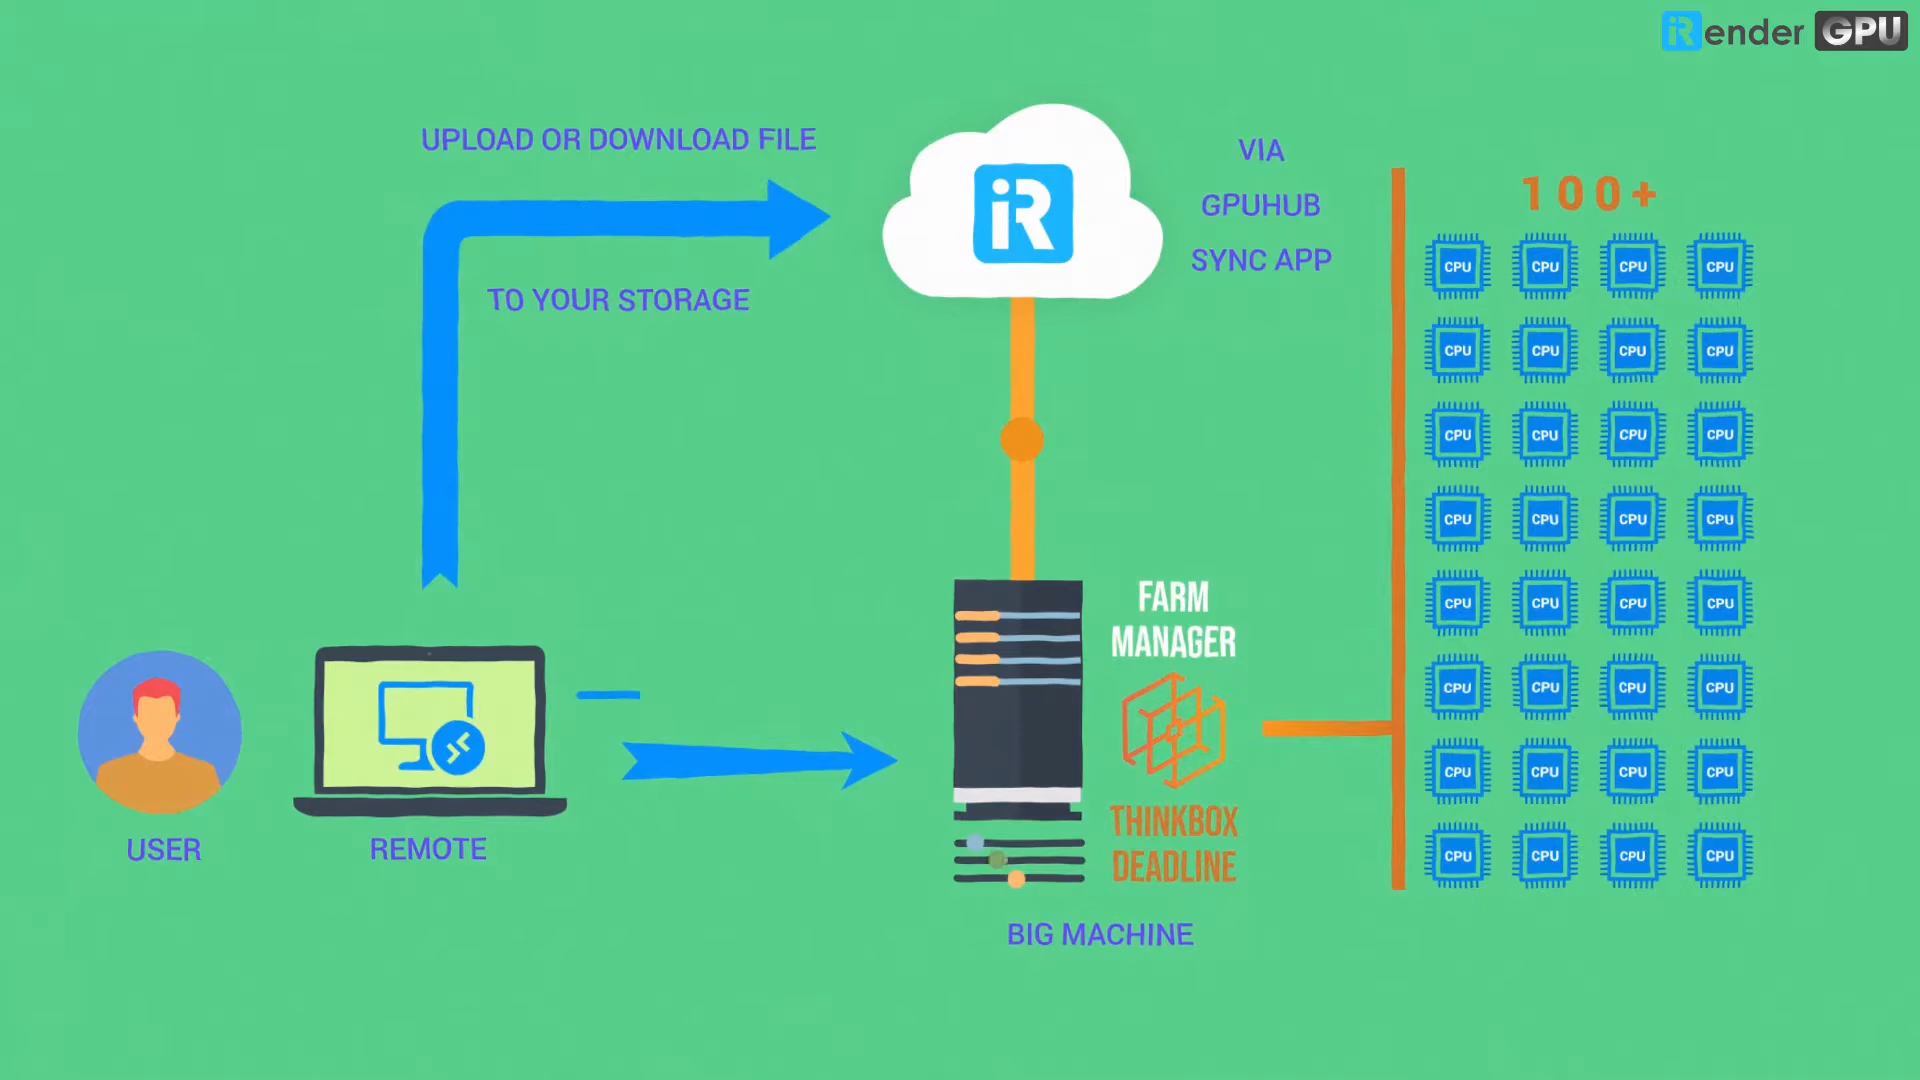 iRender GPU
UPLOAD OR DOWNLOAD FILE
TO YOUR STORAGE
iR
VIA
GPUHUB
SYNC APP
100+
CPU CPU CPU CPU
CPU CPU CPU CPU
CPU CPU CPU CPU
CPU CPU CPU CPU
CPU CPU CPU CPU
CPU CPU CPU CPU
CPU CPU CPU CPU
CPU CPU CPU CPU
FARM
MANAGER
THINKBOX
DEADLINE
USER
REMOTE
BIG MACHINE